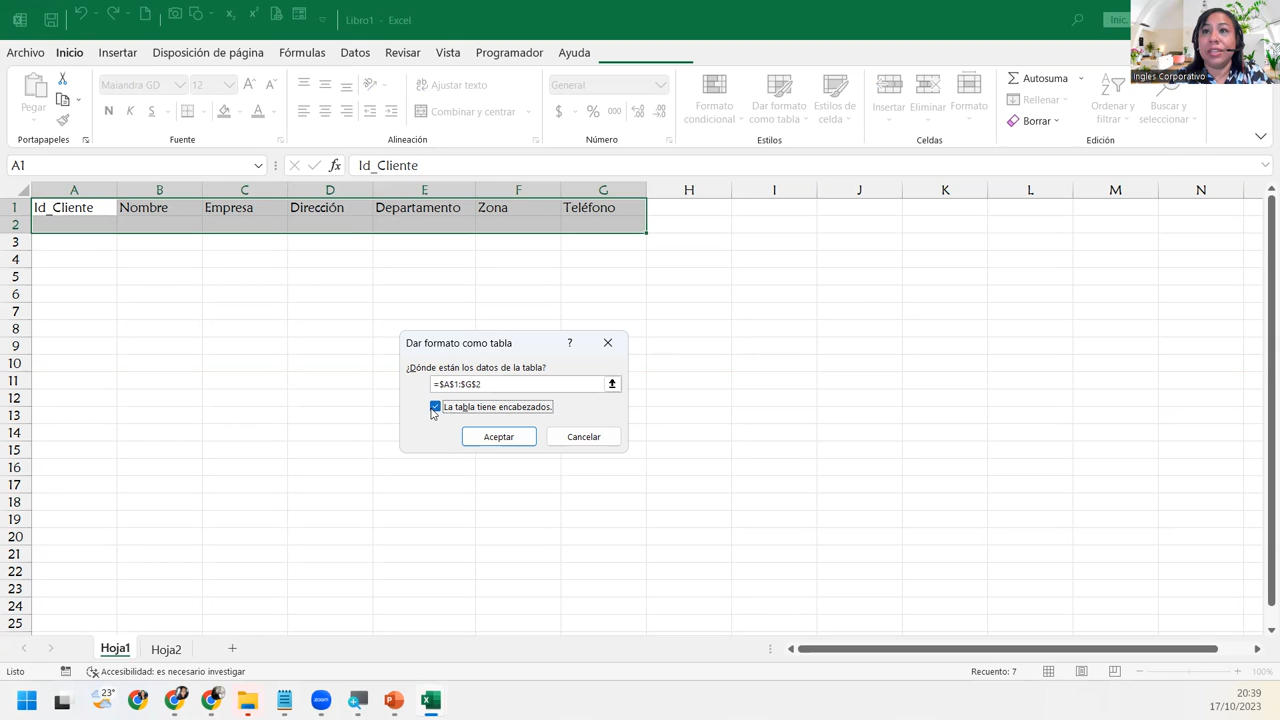 Libro1 - Excel
Inic.
Archivo Inicio Insertar Disposición de página Fórmulas Datos Revisar Vista Programador Ayuda
Ingles Corporativo
Pegar
Maiandra GD 12
N K S
Ajustar texto
Combinar y centrar
General
$ % 000
Formato condicional
Dar formato como tabla
Estilos de celda
Insertar Eliminar Formato
Autosuma
Rellenar
Borrar
Ordenar y filtrar
Buscar y seleccionar
Portapapeles Fuente Alineación Número Estilos Celdas Edición
A1 fx Id_Cliente
A B C D E F G H I J K L M N
1 Id_Cliente Nombre Empresa Dirección Departamento Zona Teléfono
2
3
4
5
6
7
8
9
10
11
12
13
14
15
16
17
18
19
20
21
22
23
24
25
Dar formato como tabla ?
¿Dónde están los datos de la tabla?
=$A$1:$G$2
La tabla tiene encabezados.
Aceptar Cancelar
Hoja1 Hoja2 +
Listo Accesibilidad: es necesario investigar Recuento: 7 100%
23° zoom 20:39
17/10/2023